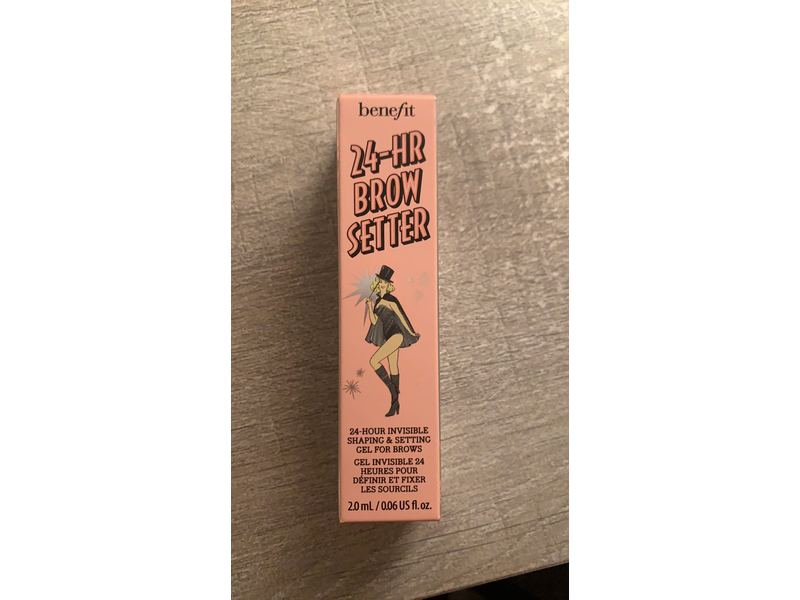 benefit
24-HR
BROW
SETTER
24-HOUR INVISIBLE
SHAPING & SETTING
GEL FOR BROWS
GEL INVISIBLE 24
HEURES POUR
DÉFINIR ET FIXER
LES SOURCILS
2.0 mL / 0.06 US fl. oz.